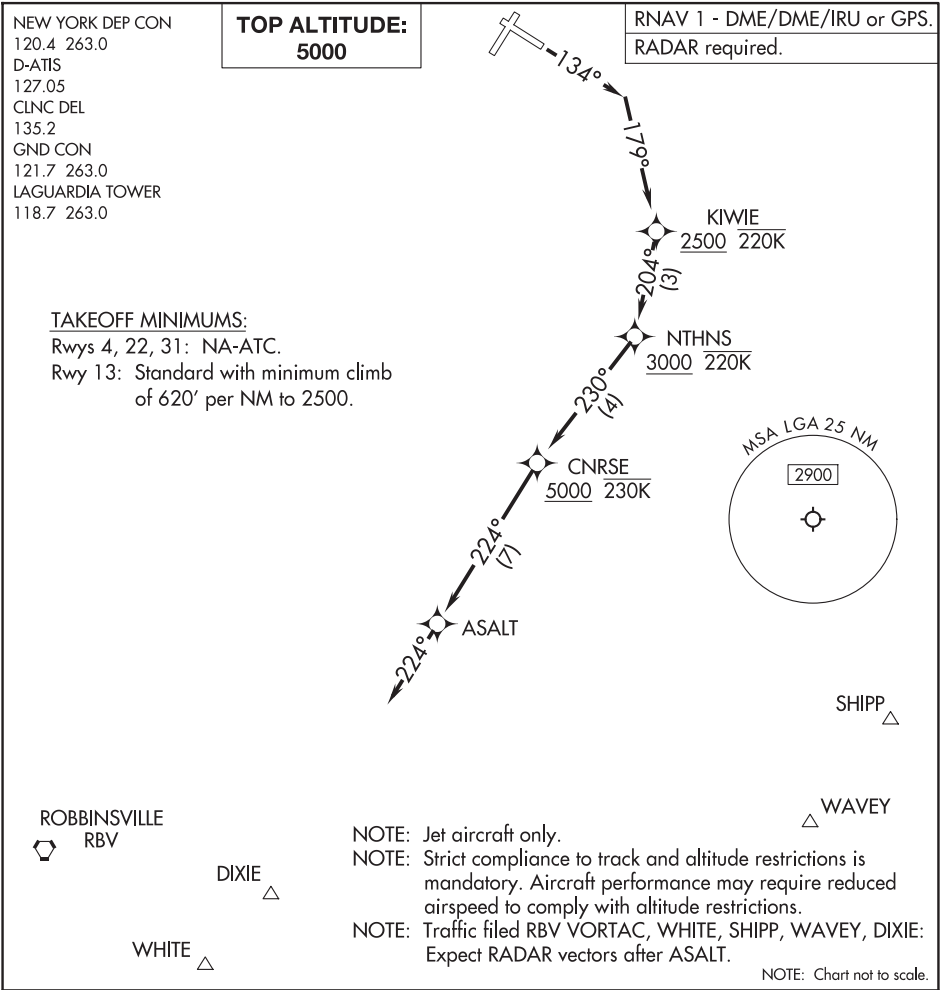 NEW YORK DEP CON
120.4 263.0
D-ATIS
127.05
CLNC DEL
135.2
GND CON
121.7 263.0
LAGUARDIA TOWER
118.7 263.0
TOP ALTITUDE:
5000
RNAV 1 - DME/DME/IRU or GPS.
RADAR required.
134°
179°
KIWIE
2500 220K
204°
(3)
NTHNS
3000 220K
TAKEOFF MINIMUMS:
Rwys 4, 22, 31: NA-ATC.
Rwy 13: Standard with minimum climb
of 620' per NM to 2500.
230°
(4)
CNRSE
5000 230K
MSA LGA 25 NM
2900
224°
(7)
ASALT
224°
SHIPP
WAVEY
ROBBINSVILLE
RBV
DIXIE
WHITE
NOTE: Jet aircraft only.
NOTE: Strict compliance to track and altitude restrictions is
mandatory. Aircraft performance may require reduced
airspeed to comply with altitude restrictions.
NOTE: Traffic filed RBV VORTAC, WHITE, SHIPP, WAVEY, DIXIE:
Expect RADAR vectors after ASALT.
NOTE: Chart not to scale.